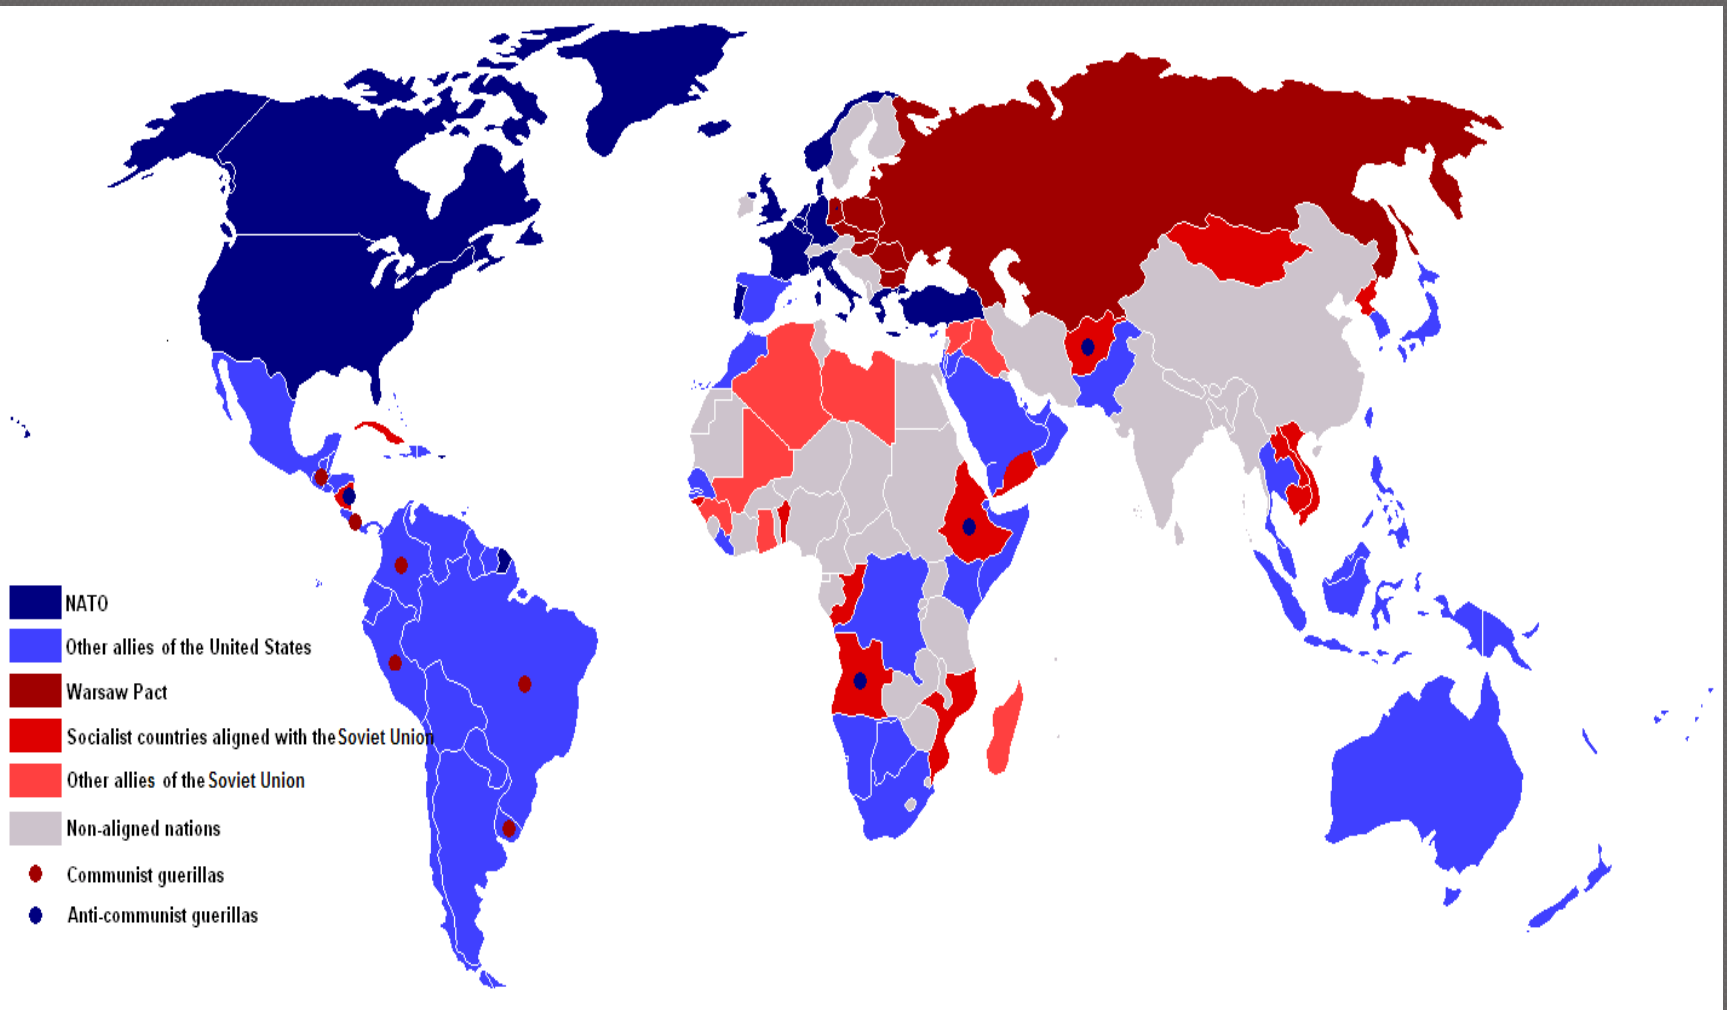 NATO
Other allies of the United States
Warsaw Pact
Socialist countries aligned with the Soviet Union
Other allies of the Soviet Union
Non-aligned nations
Communist guerillas
Anti-communist guerillas